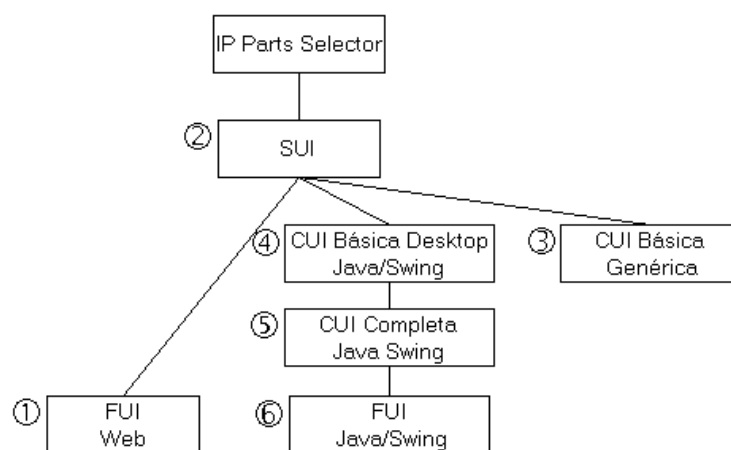 IP Parts Selector
② SUI
④ CUI Básica Desktop
Java/Swing
③ CUI Básica
Genérica
⑤ CUI Completa
Java Swing
① FUI
Web
⑥ FUI
Java/Swing